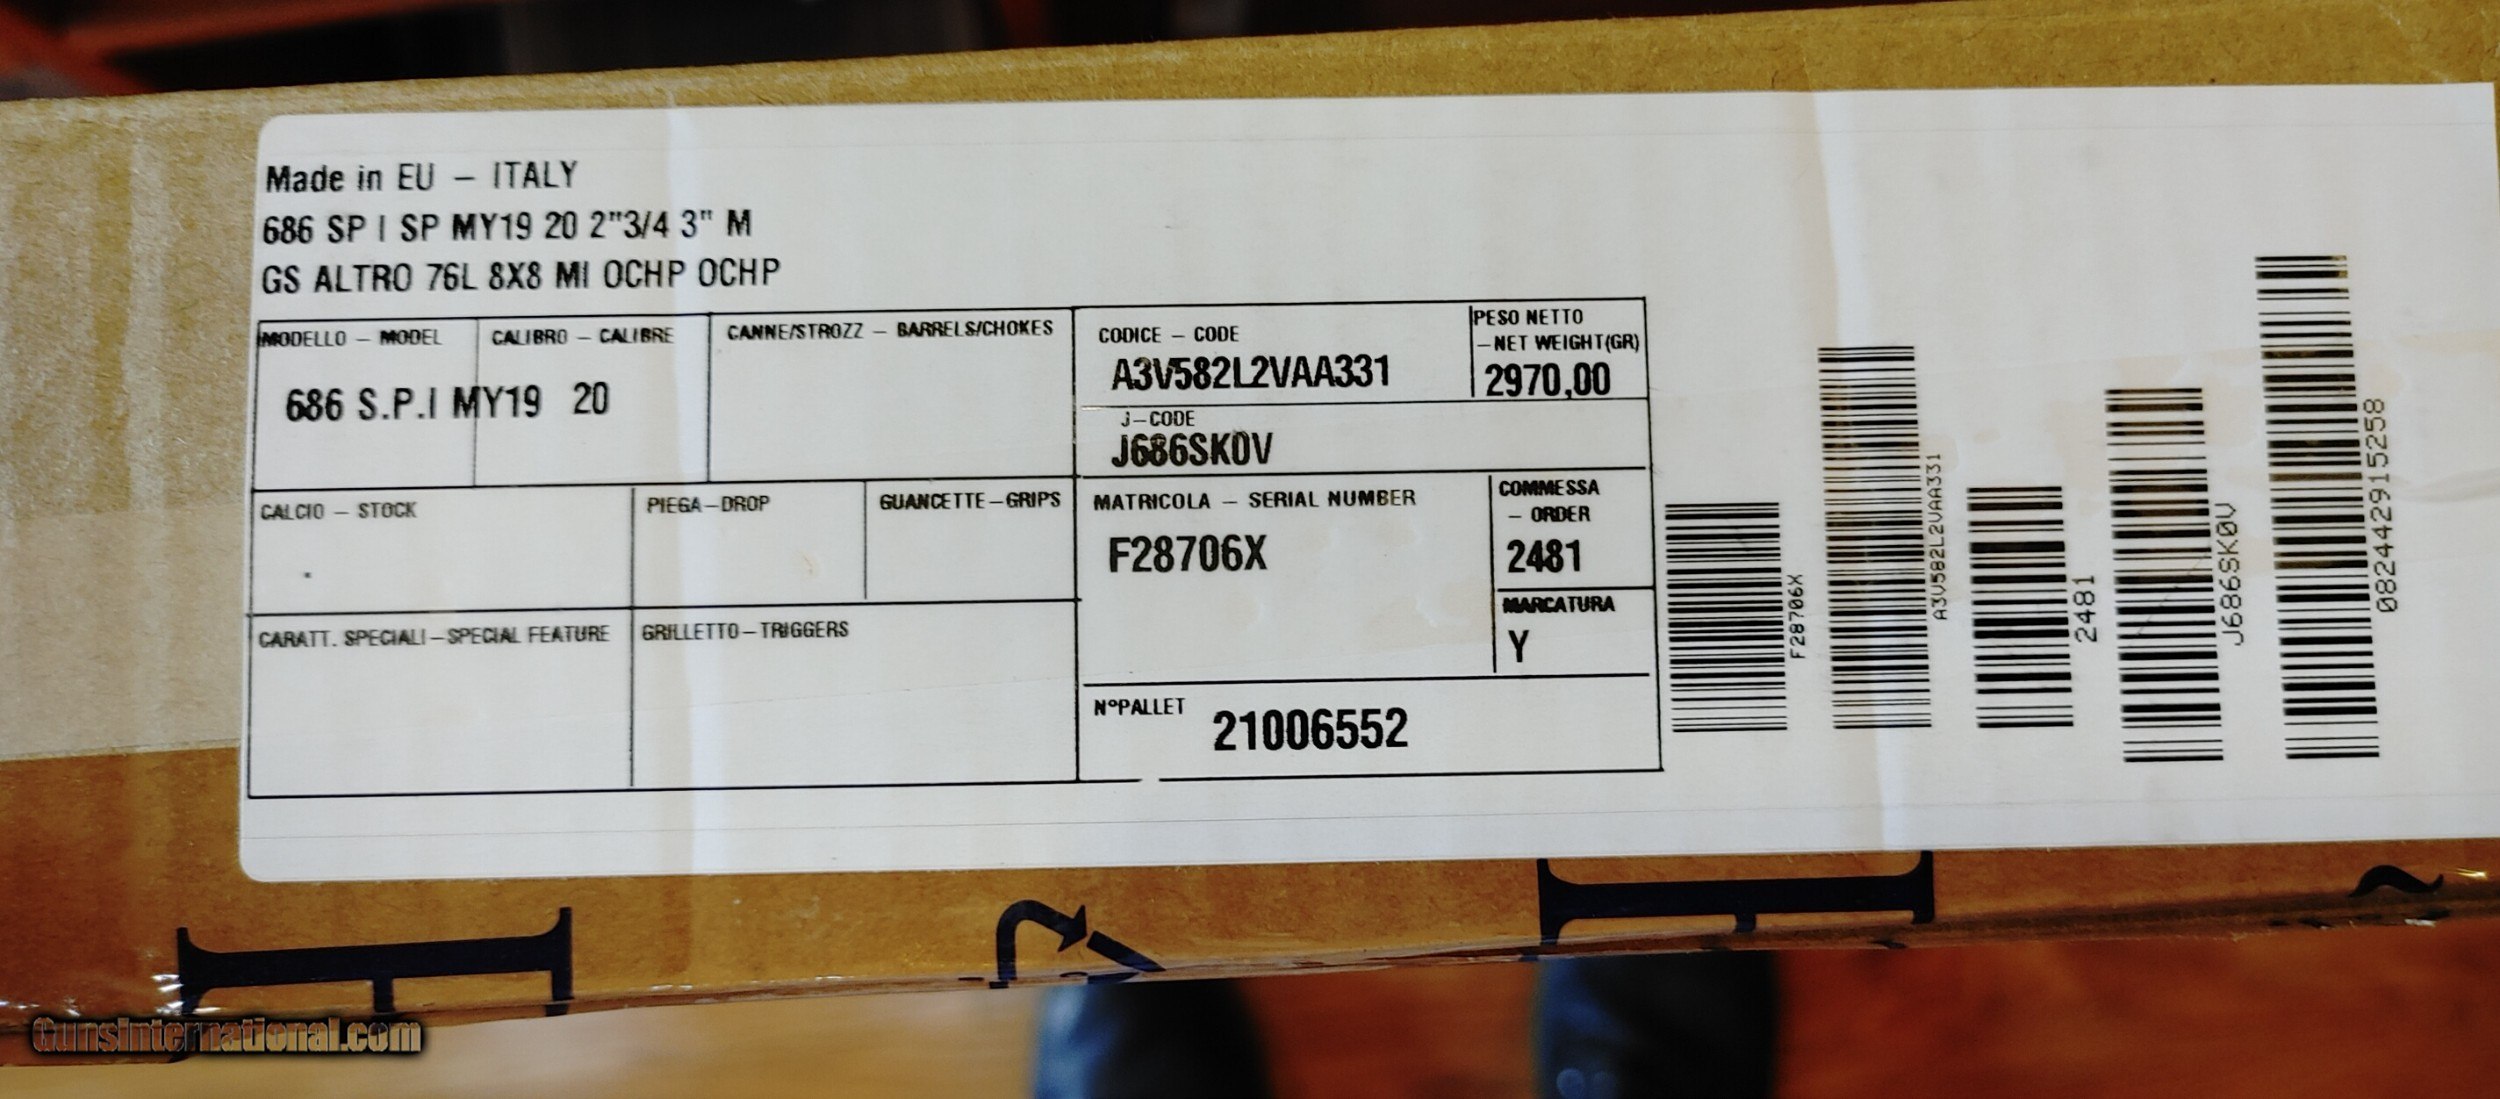 Made in EU – ITALY
686 SP I SP MY19 20 2"3/4 3" M
GS ALTRO 76L 8X8 MI OCHP OCHP
MODELLO – MODEL
CALIBRO – CALIBRE
CANNE/STROZZ – BARRELS/CHOKES
686 S.P.I MY19 20
CODICE – CODE
A3V582L2VAA331
PESO NETTO
–NET WEIGHT(GR)
2970,00
J–CODE
J686SK0V
CALCIO – STOCK
PIEGA–DROP
GUANCETTE–GRIPS
MATRICOLA – SERIAL NUMBER
F28706X
COMMESSA
– ORDER
2481
MARCATURA
Y
CARATT. SPECIALI–SPECIAL FEATURE
GRILLETTO–TRIGGERS
N°PALLET
21006552
F28706X
A3V582L2VAA331
2481
J686SK0V
082442915258
GunsInternational.com